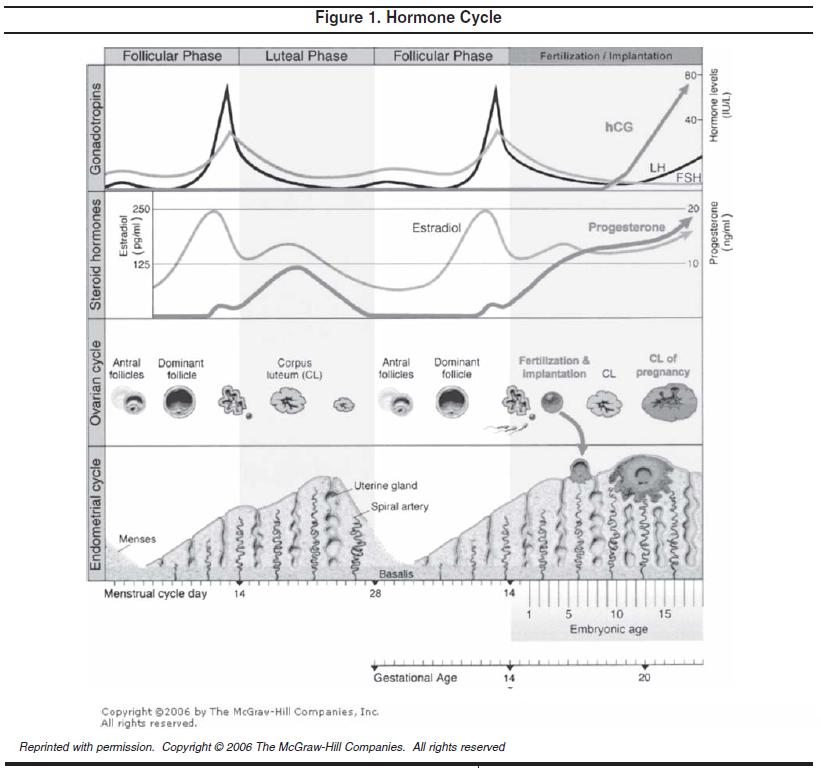 Figure 1. Hormone Cycle
Follicular Phase
Luteal Phase
Follicular Phase
Fertilization / Implantation
Gonadotropins
hCG
LH
FSH
80
40
Hormone levels
(IU/L)
Steroid hormones
Estradiol
(pg/ml)
250
125
Estradiol
Progesterone
20
10
Progesterone
(ng/ml)
Ovarian cycle
Antral
follicles
Dominant
follicle
Corpus
luteum (CL)
Antral
follicles
Dominant
follicle
Fertilization &
implantation
CL
CL of
pregnancy
Endometrial cycle
Menses
Uterine gland
Spiral artery
Basalis
Menstrual cycle day
14
28
14
1
5
10
15
Embryonic age
Gestational Age
14
20
Copyright ©2006 by The McGraw-Hill Companies, Inc.
All rights reserved.
Reprinted with permission. Copyright © 2006 The McGraw-Hill Companies. All rights reserved